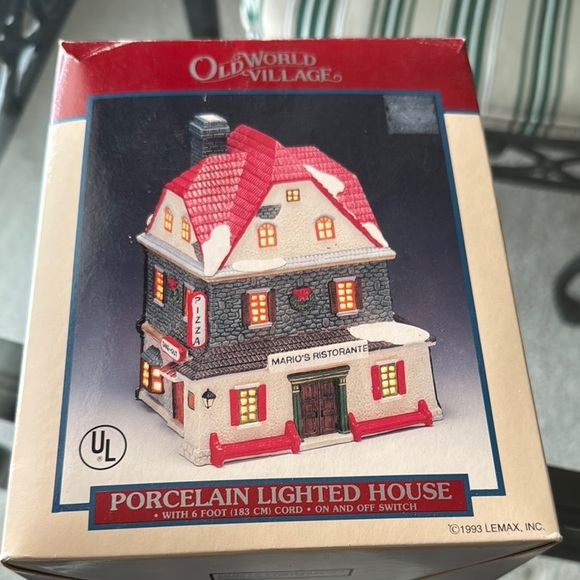 OLD WORLD
VILLAGE®
PIZZA
MARIO'S RISTORANTE
UL
®
PORCELAIN LIGHTED HOUSE
• WITH 6 FOOT (183 CM) CORD • ON AND OFF SWITCH
©1993 LEMAX, INC.